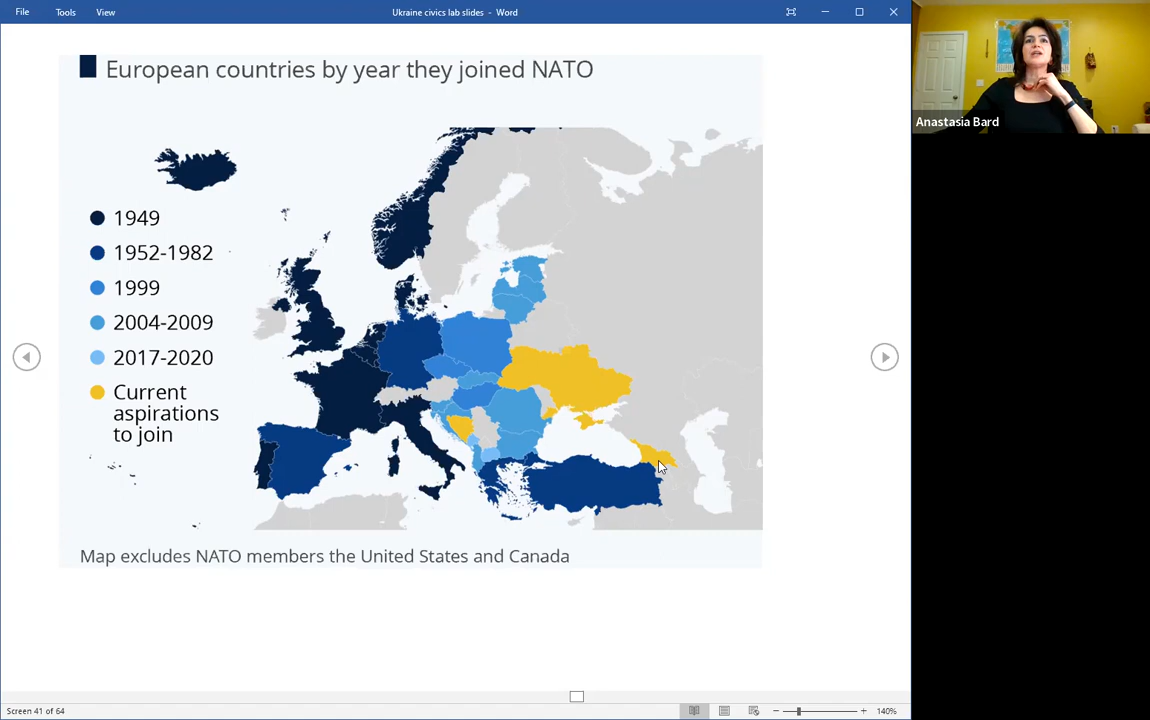 File Tools View Ukraine civics lab slides - Word
European countries by year they joined NATO
1949
1952-1982
1999
2004-2009
2017-2020
Current
aspirations
to join
Map excludes NATO members the United States and Canada
Anastasia Bard
Screen 41 of 64
140%